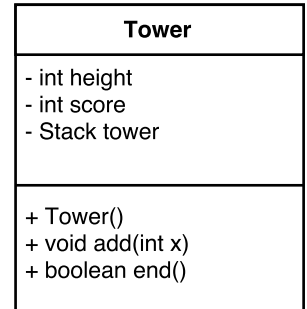 Tower
- int height
- int score
- Stack tower
+ Tower()
+ void add(int x)
+ boolean end()